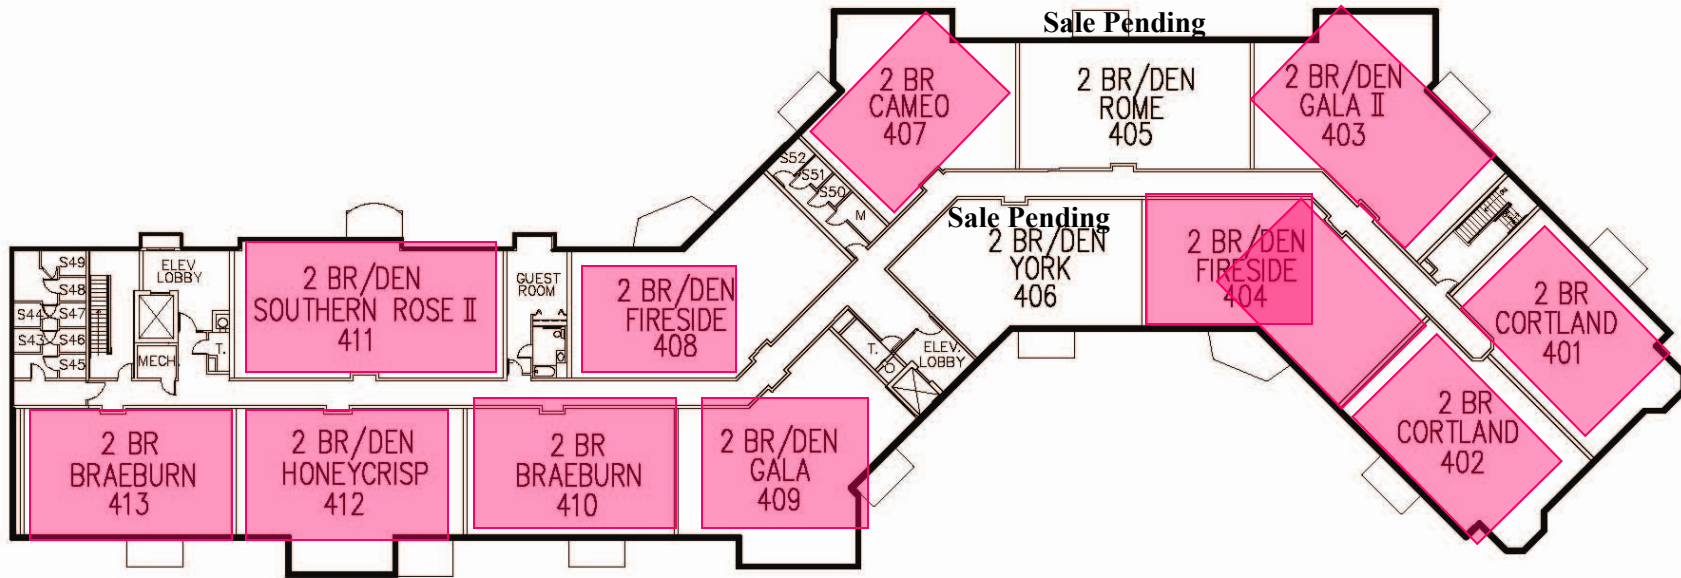 Sale Pending
2 BR
CAMEO
407
2 BR/DEN
ROME
405
2 BR/DEN
GALA II
403
S52
S51
S50
M
Sale Pending
2 BR/DEN
YORK
406
2 BR/DEN
FIRESIDE
404
S49
S48
S44
S47
S43
S46
S45
ELEV
LOBBY
MECH.
T.
2 BR/DEN
SOUTHERN ROSE II
411
GUEST
ROOM
2 BR/DEN
FIRESIDE
408
T.
ELEV.
LOBBY
2 BR
CORTLAND
401
2 BR
CORTLAND
402
2 BR
BRAEBURN
413
2 BR/DEN
HONEYCRISP
412
2 BR
BRAEBURN
410
2 BR/DEN
GALA
409